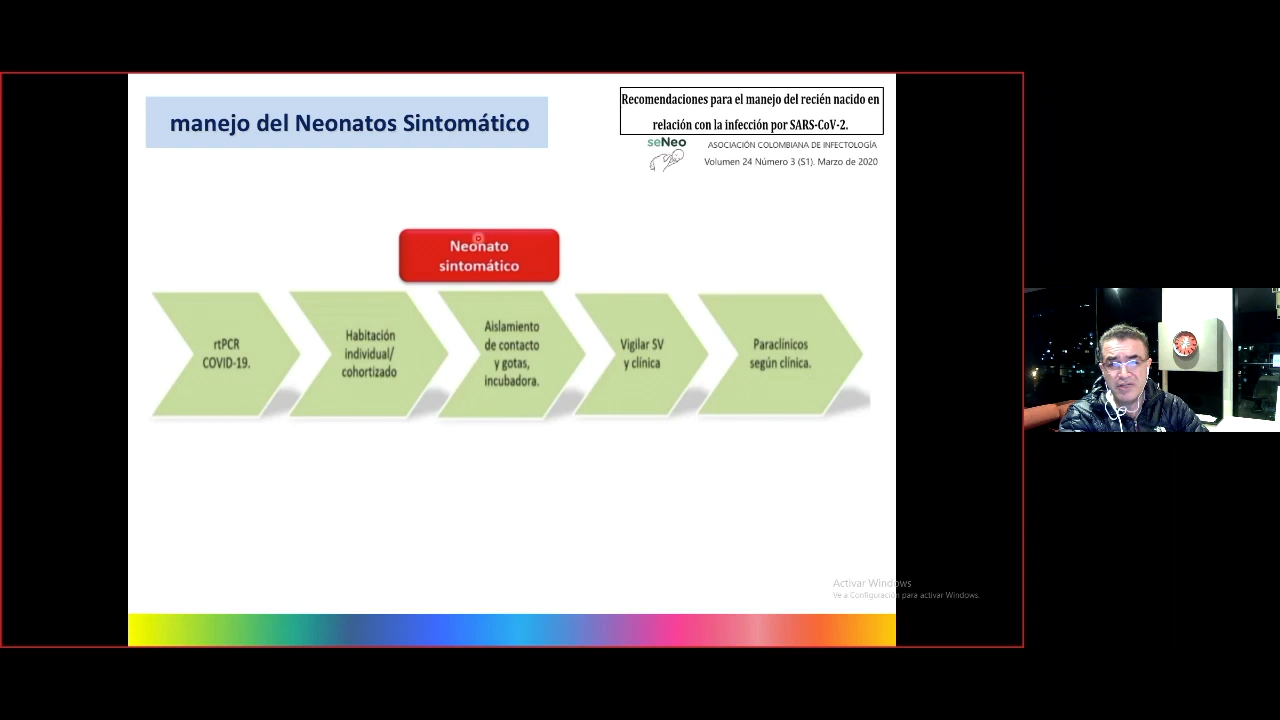 manejo del Neonatos Sintomático
Recomendaciones para el manejo del recién nacido en
relación con la infección por SARS-CoV-2.
seNeo
ASOCIACIÓN COLOMBIANA DE INFECTOLOGÍA
Volumen 24 Número 3 (S1). Marzo de 2020
Neonato
sintomático
rtPCR
COVID-19.
Habitación
individual/
cohortizado
Aislamiento
de contacto
y gotas,
incubadora.
Vigilar SV
y clínica
Paraclínicos
según clínica.
Activar Windows
Ve a Configuración para activar Windows.